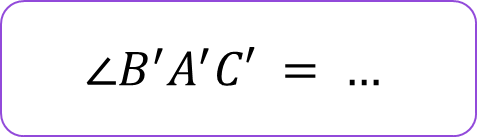 ∠B′A′C′ = ...